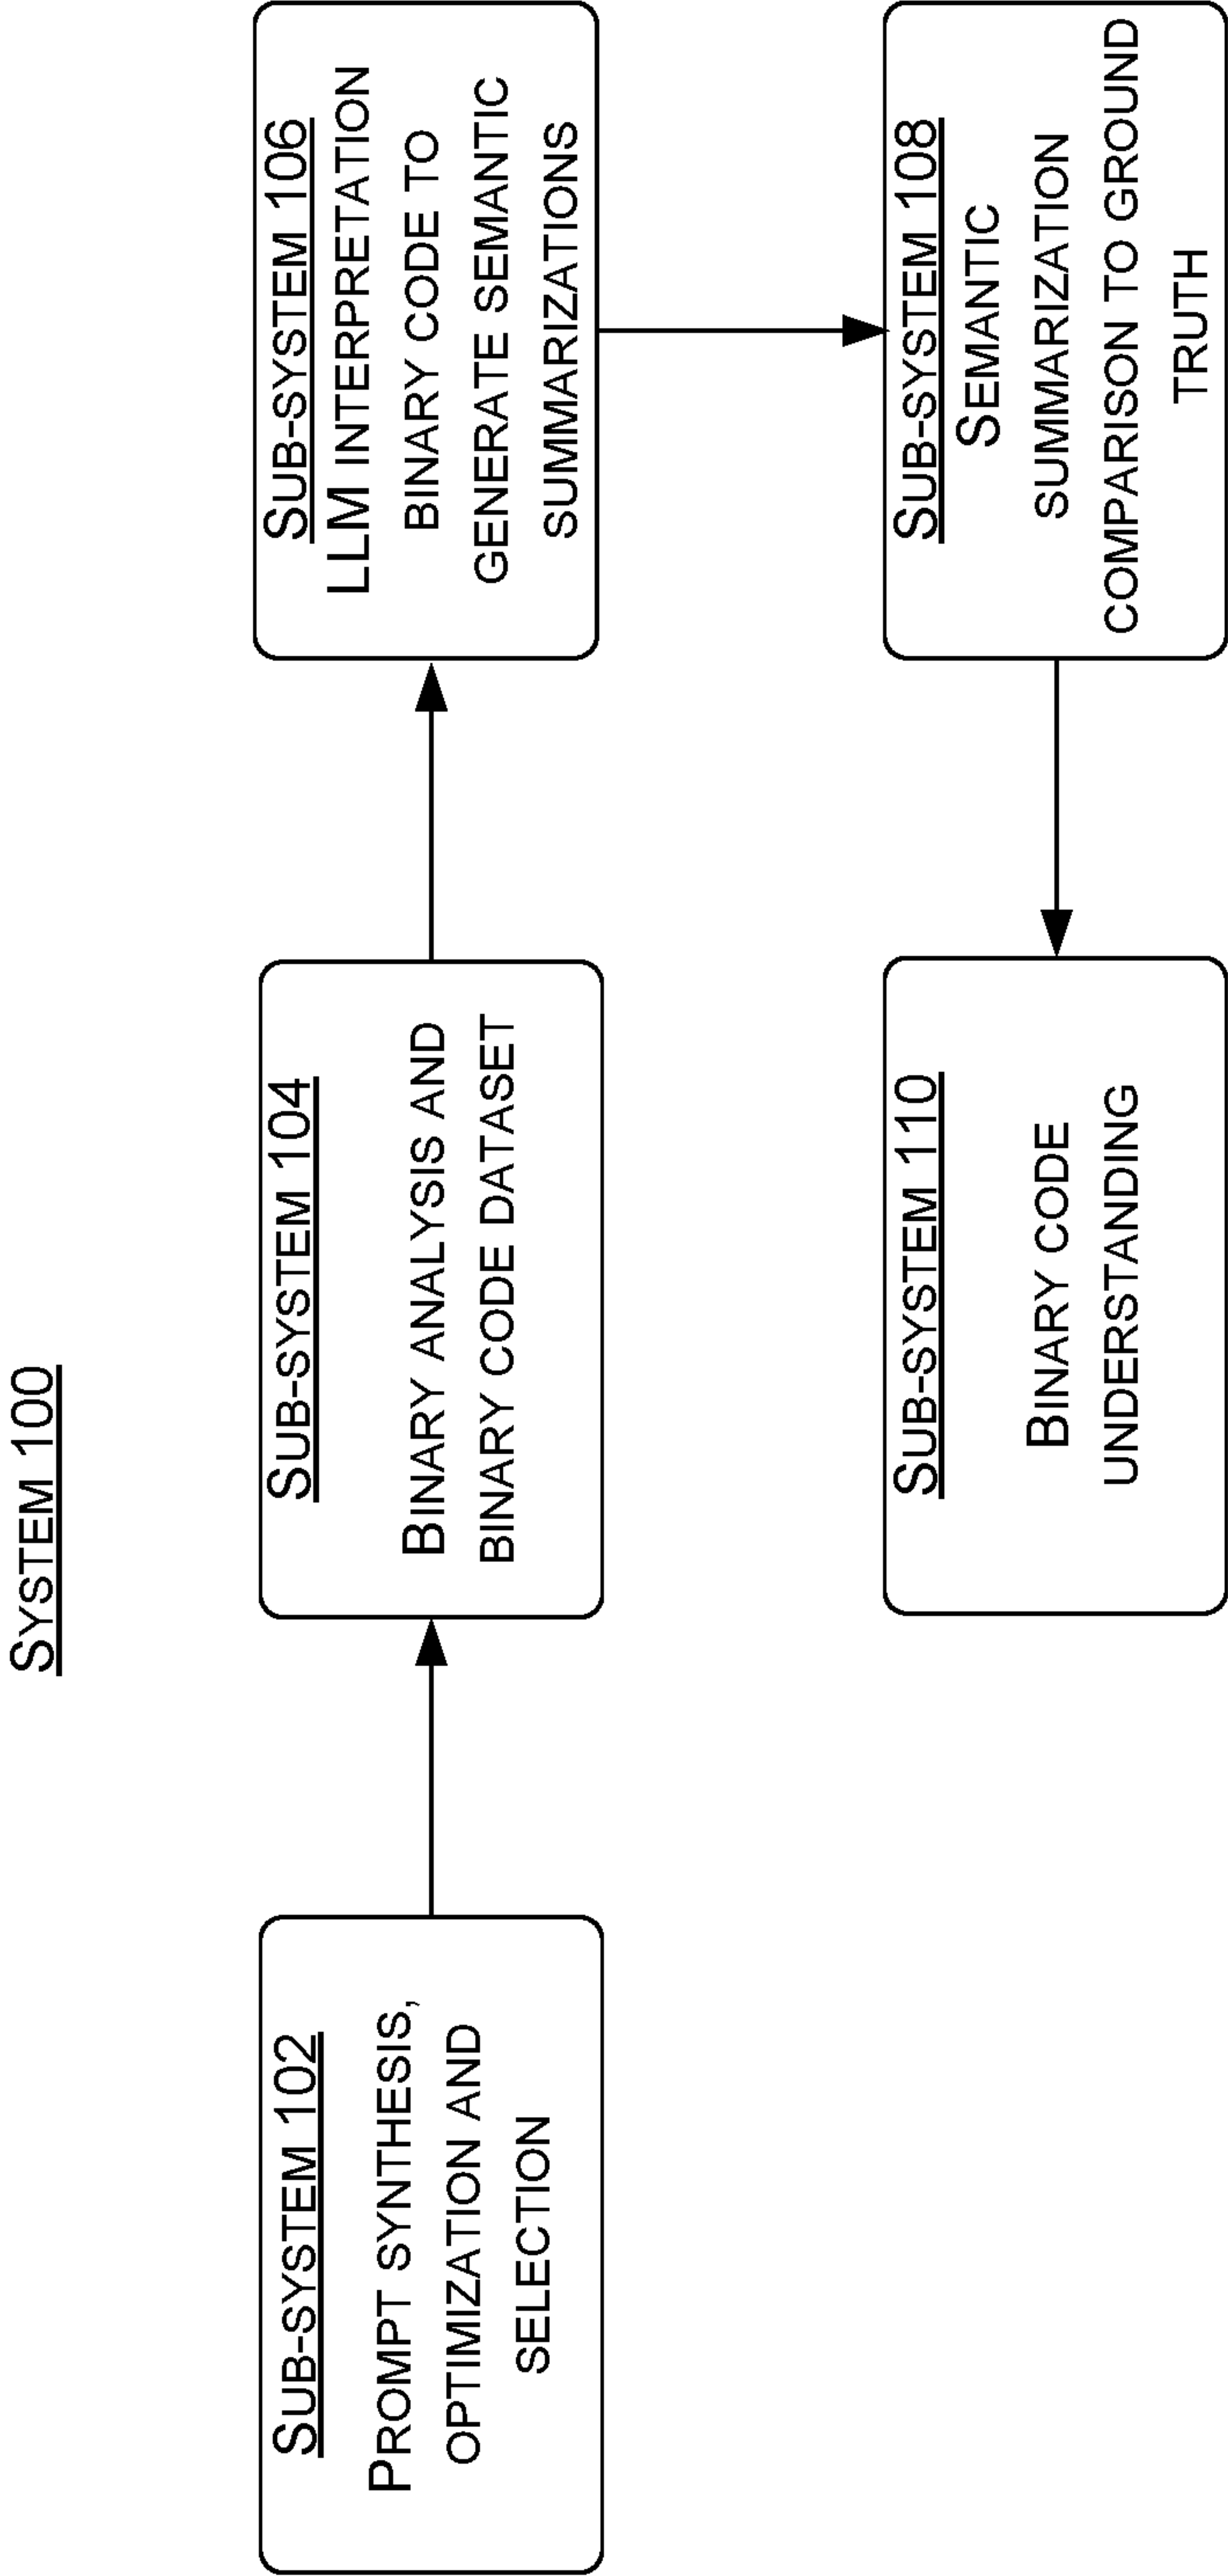 SYSTEM 100
SUB-SYSTEM 102
PROMPT SYNTHESIS,
OPTIMIZATION AND
SELECTION
SUB-SYSTEM 104
BINARY ANALYSIS AND
BINARY CODE DATASET
SUB-SYSTEM 106
LLM INTERPRETATION
BINARY CODE TO
GENERATE SEMANTIC
SUMMARIZATIONS
SUB-SYSTEM 108
SEMANTIC
SUMMARIZATION
COMPARISON TO GROUND
TRUTH
SUB-SYSTEM 110
BINARY CODE
UNDERSTANDING